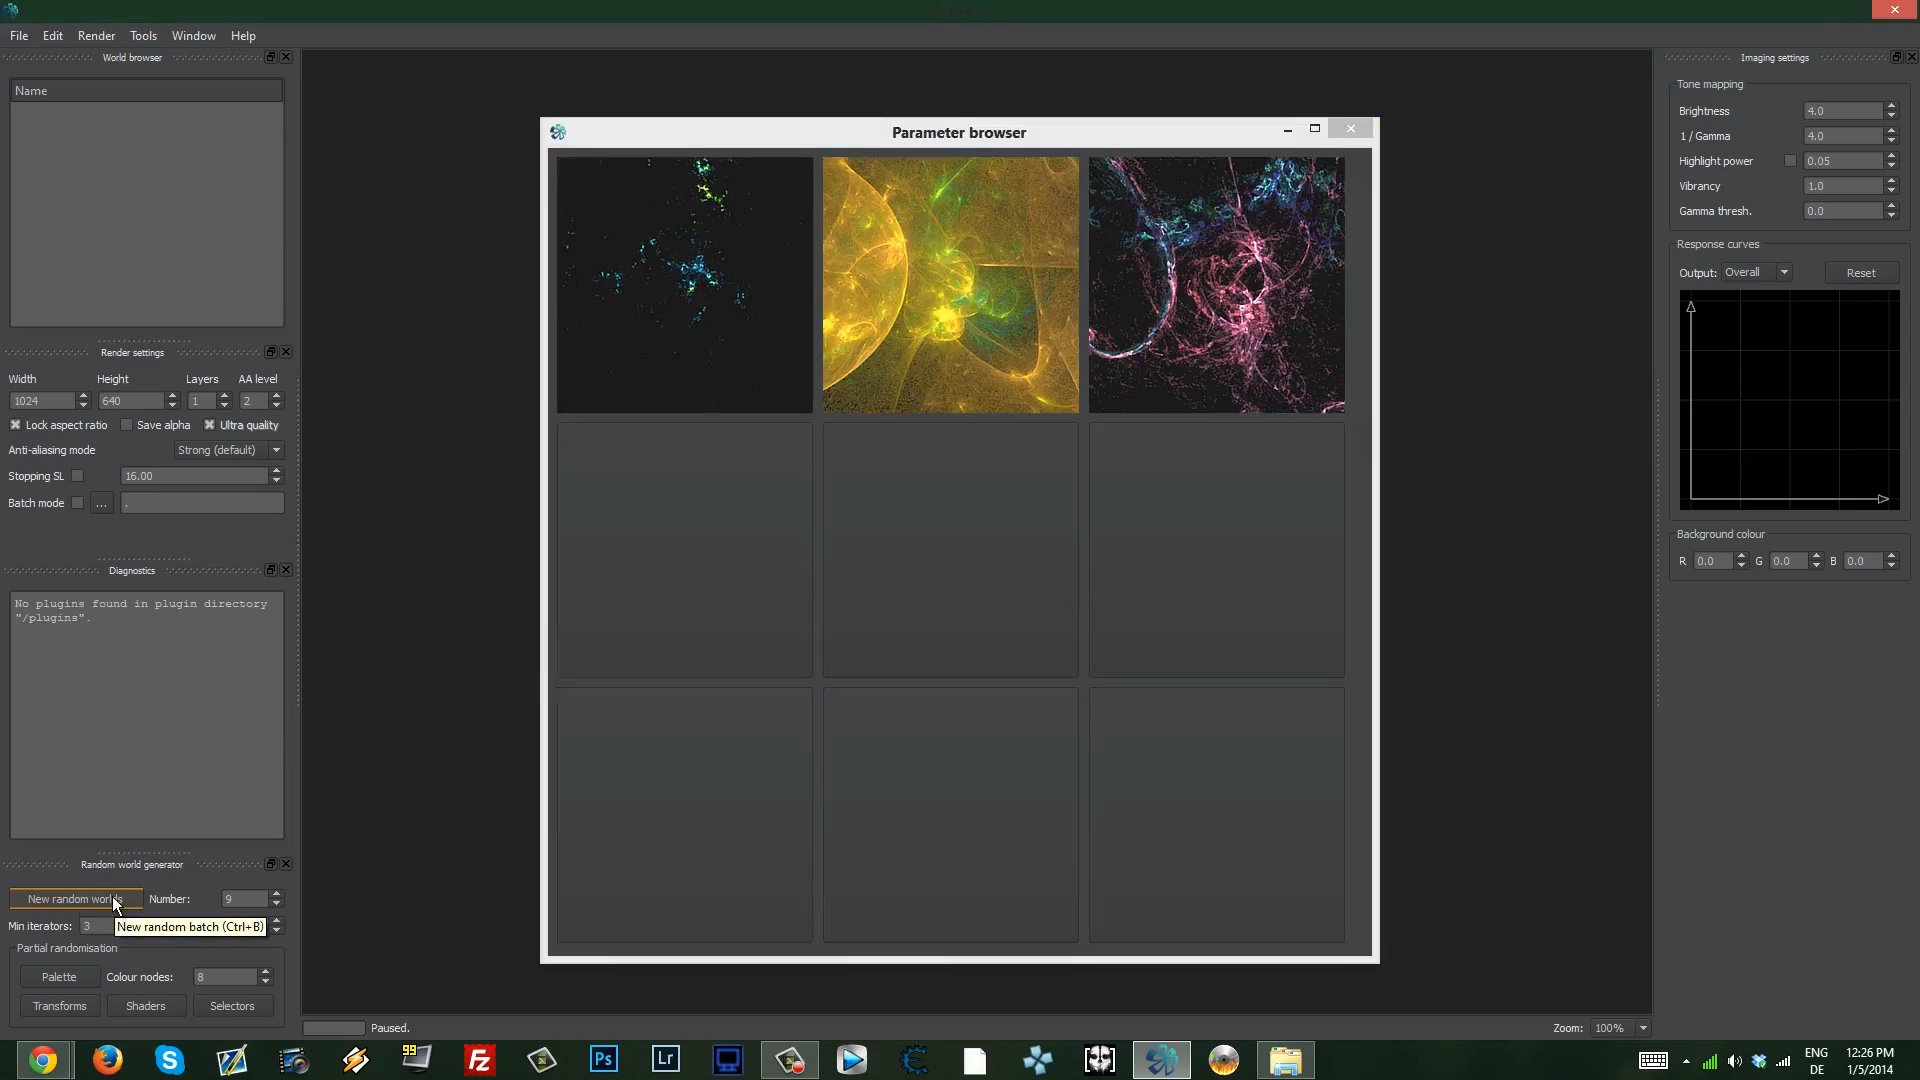 File Edit Render Tools Window Help
World browser
Name
Render settings
Width Height Layers AA level
1024 640 1 2
Lock aspect ratio Save alpha Ultra quality
Anti-aliasing mode Strong (default)
Stopping SL 16.00
Batch mode ... .
Diagnostics
No plugins found in plugin directory
"/plugins".
Random world generator
New random worlds Number: 9
Min iterators: 3
New random batch (Ctrl+B)
Partial randomisation
Palette Colour nodes: 8
Transforms Shaders Selectors
Parameter browser
Paused.
Zoom: 100%
Imaging settings
Tone mapping
Brightness 4.0
1 / Gamma 4.0
Highlight power 0.05
Vibrancy 1.0
Gamma thresh. 0.0
Response curves
Output: Overall Reset
Background colour
R 0.0 G 0.0 B 0.0
99
Fz
Ps
Lr
ENG
DE
12:26 PM
1/5/2014